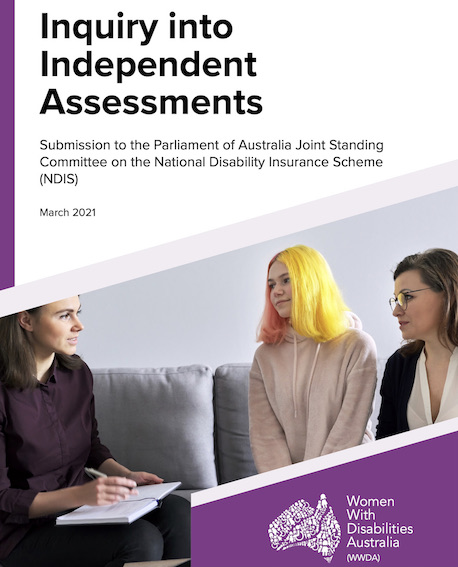 Inquiry into
Independent
Assessments
Submission to the Parliament of Australia Joint Standing
Committee on the National Disability Insurance Scheme
(NDIS)
March 2021
Women
With
Disabilities
Australia
(WWDA)